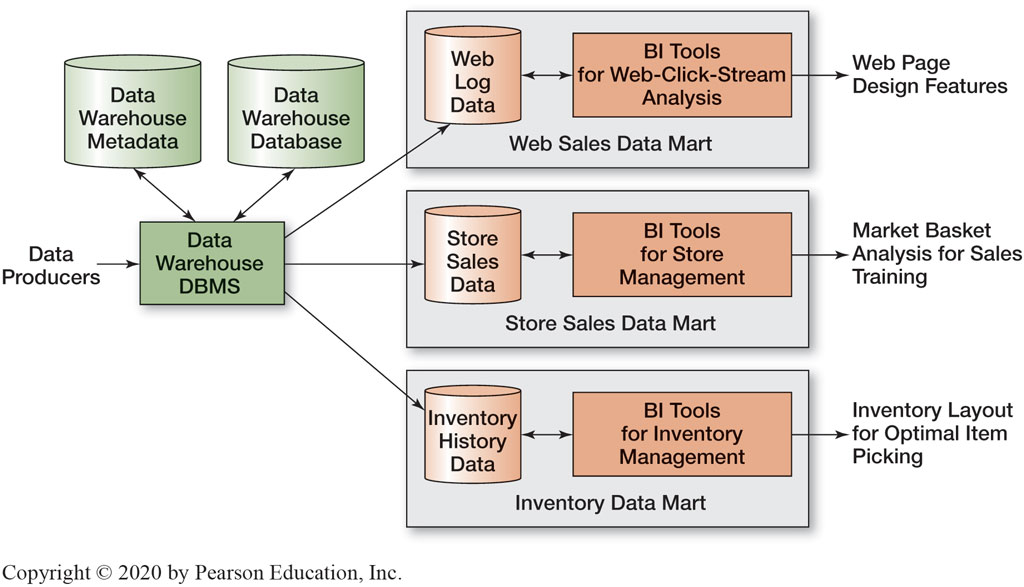 Data
Warehouse
Metadata
Data
Warehouse
Database
Data
Producers
Data
Warehouse
DBMS
Web
Log
Data
BI Tools
for Web-Click-Stream
Analysis
Web Sales Data Mart
Web Page
Design Features
Store
Sales
Data
BI Tools
for Store
Management
Store Sales Data Mart
Market Basket
Analysis for Sales
Training
Inventory
History
Data
BI Tools
for Inventory
Management
Inventory Data Mart
Inventory Layout
for Optimal Item
Picking
Copyright © 2020 by Pearson Education, Inc.